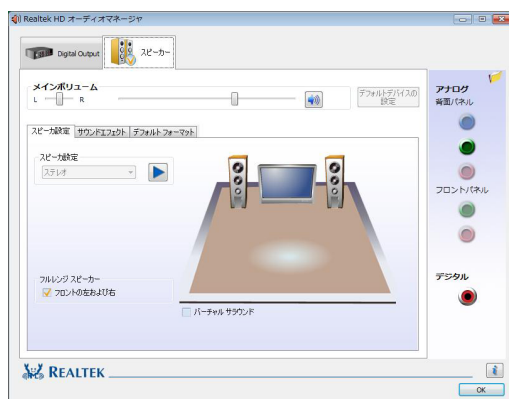 Realtek HD オーディオマネージャ
Digital Output
スピーカー
メインボリューム
L R
デフォルトデバイスの
設定
スピーカ設定 サウンドエフェクト デフォルト フォーマット
スピーカ設定
ステレオ
フルレンジ スピーカー
フロントの左および右
バーチャル サラウンド
アナログ
背面パネル
フロントパネル
デジタル
REALTEK
OK